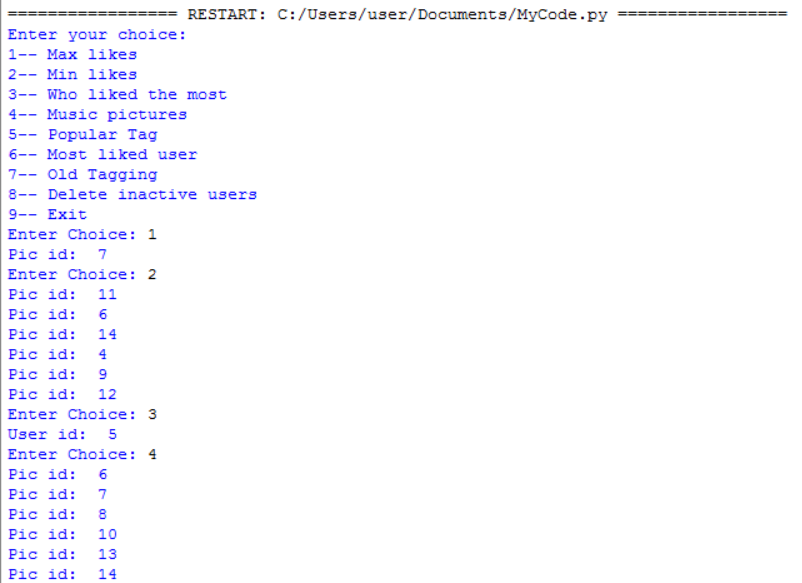 ================= RESTART: C:/Users/user/Documents/MyCode.py =================
Enter your choice:
1-- Max likes
2-- Min likes
3-- Who liked the most
4-- Music pictures
5-- Popular Tag
6-- Most liked user
7-- Old Tagging
8-- Delete inactive users
9-- Exit
Enter Choice: 1
Pic id:  7
Enter Choice: 2
Pic id:  11
Pic id:  6
Pic id:  14
Pic id:  4
Pic id:  9
Pic id:  12
Enter Choice: 3
User id:  5
Enter Choice: 4
Pic id:  6
Pic id:  7
Pic id:  8
Pic id:  10
Pic id:  13
Pic id:  14